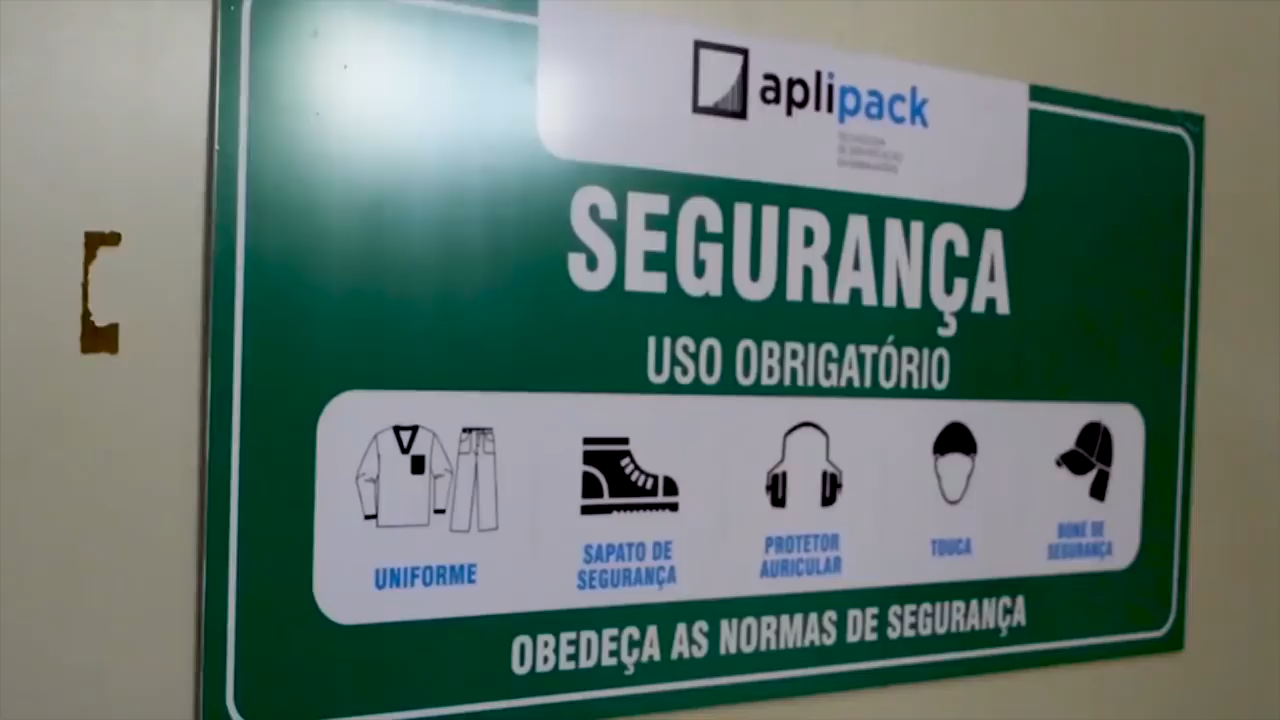 aplipack
SEGURANÇA
USO OBRIGATÓRIO
UNIFORME
SAPATO DE
SEGURANÇA
PROTETOR
AURICULAR
TOUCA
BONÉ DE
SEGURANÇA
OBEDEÇA AS NORMAS DE SEGURANÇA